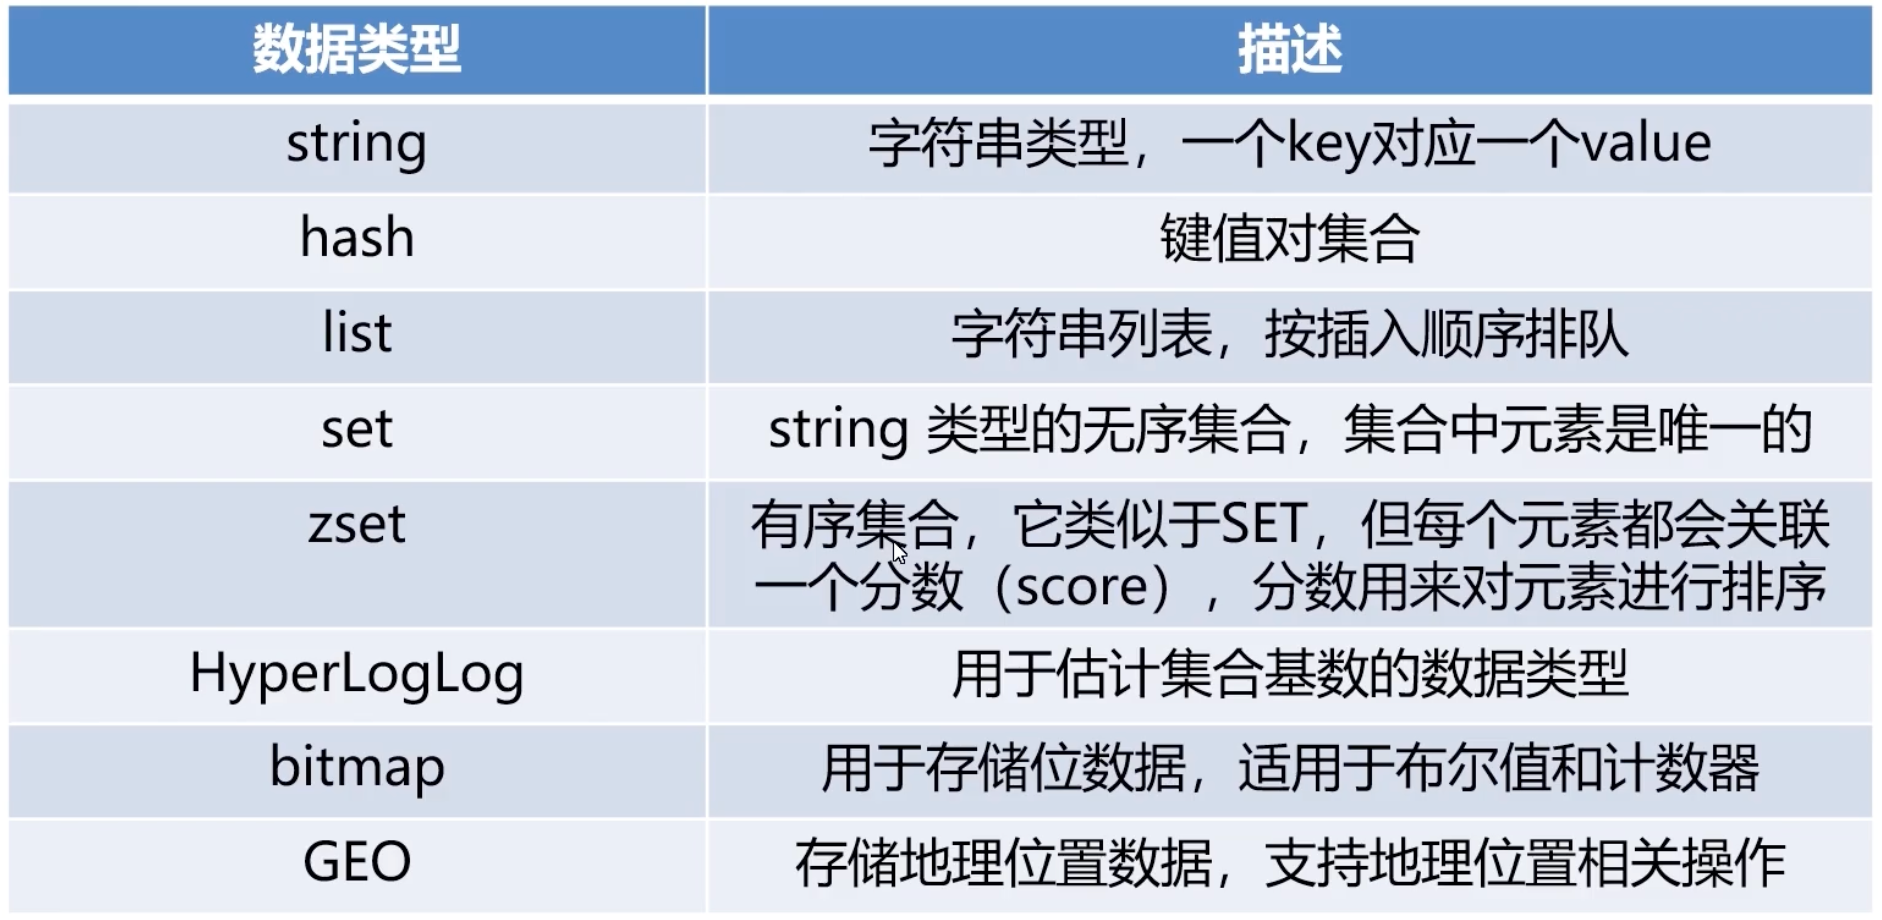 数据类型 描述
string 字符串类型，一个key对应一个value
hash 键值对集合
list 字符串列表，按插入顺序排队
set string 类型的无序集合，集合中元素是唯一的
zset 有序集合，它类似于SET，但每个元素都会关联
一个分数（score），分数用来对元素进行排序
HyperLogLog 用于估计集合基数的数据类型
bitmap 用于存储位数据，适用于布尔值和计数器
GEO 存储地理位置数据，支持地理位置相关操作